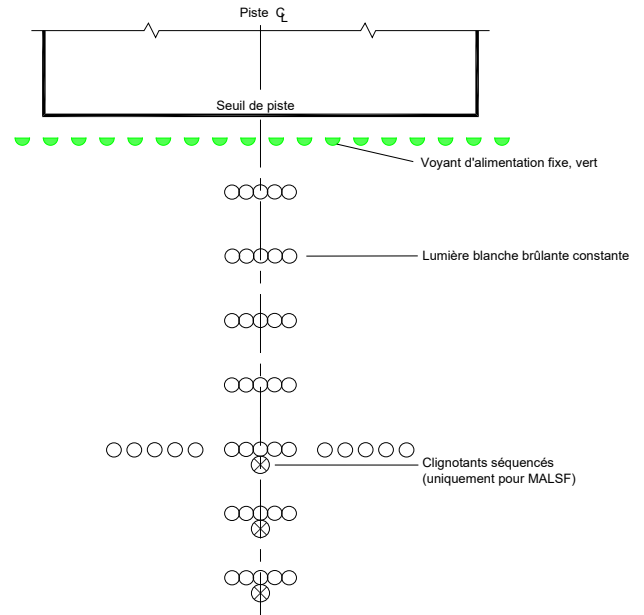 Piste ℄
Seuil de piste
Voyant d'alimentation fixe, vert
Lumière blanche brûlante constante
Clignotants séquencés
(uniquement pour MALSF)